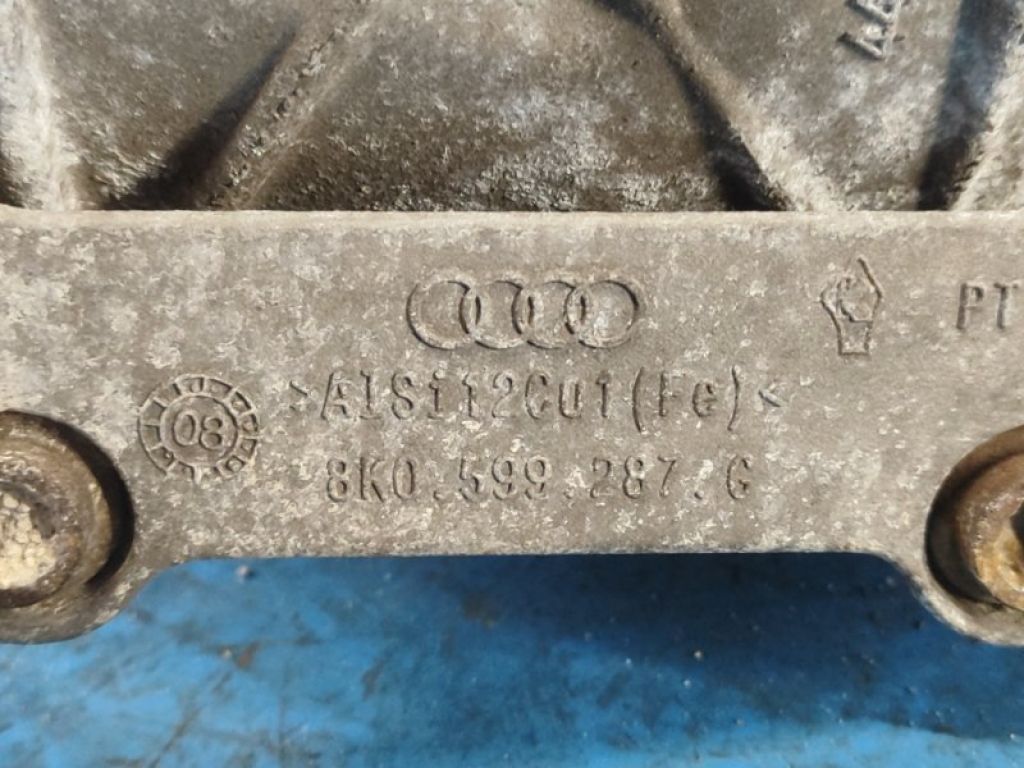 PT
>AlSi12Cu1(Fe)<
08
8K0.599.287.G